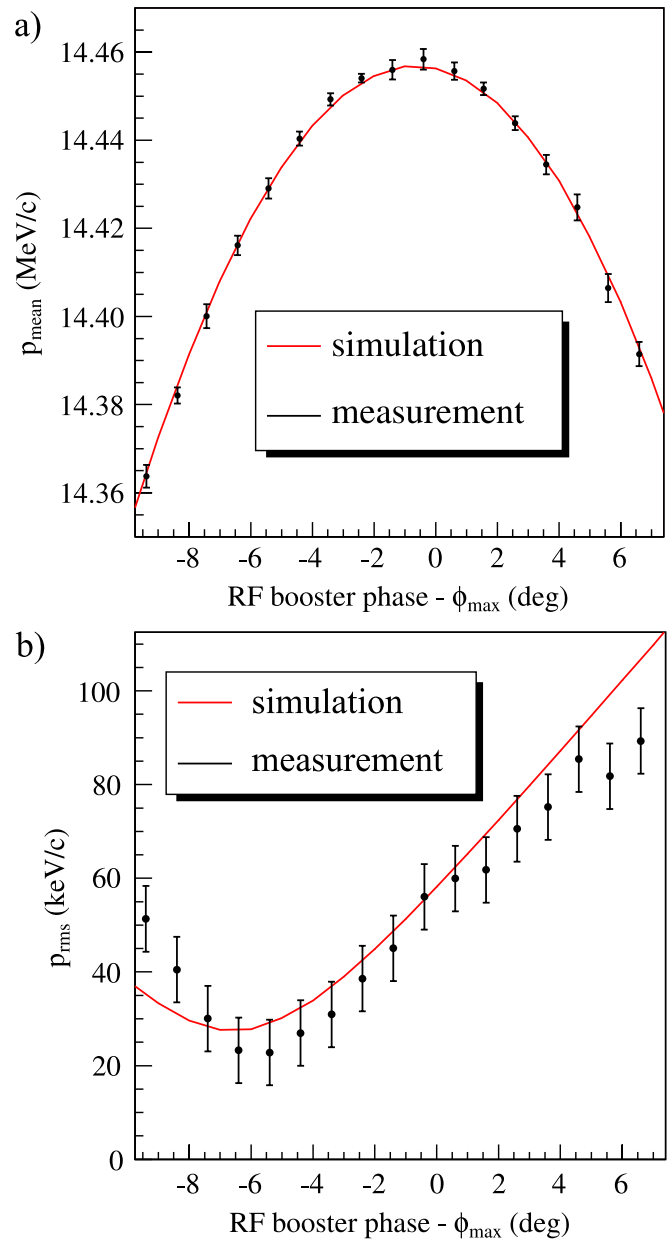 a)
14.46
14.44
14.42
14.40
14.38
14.36
p_mean (MeV/c)
simulation
measurement
-8 -6 -4 -2 0 2 4 6
RF booster phase - ϕ_max (deg)
b)
100
80
60
40
20
0
p_rms (keV/c)
simulation
measurement
-8 -6 -4 -2 0 2 4 6
RF booster phase - ϕ_max (deg)